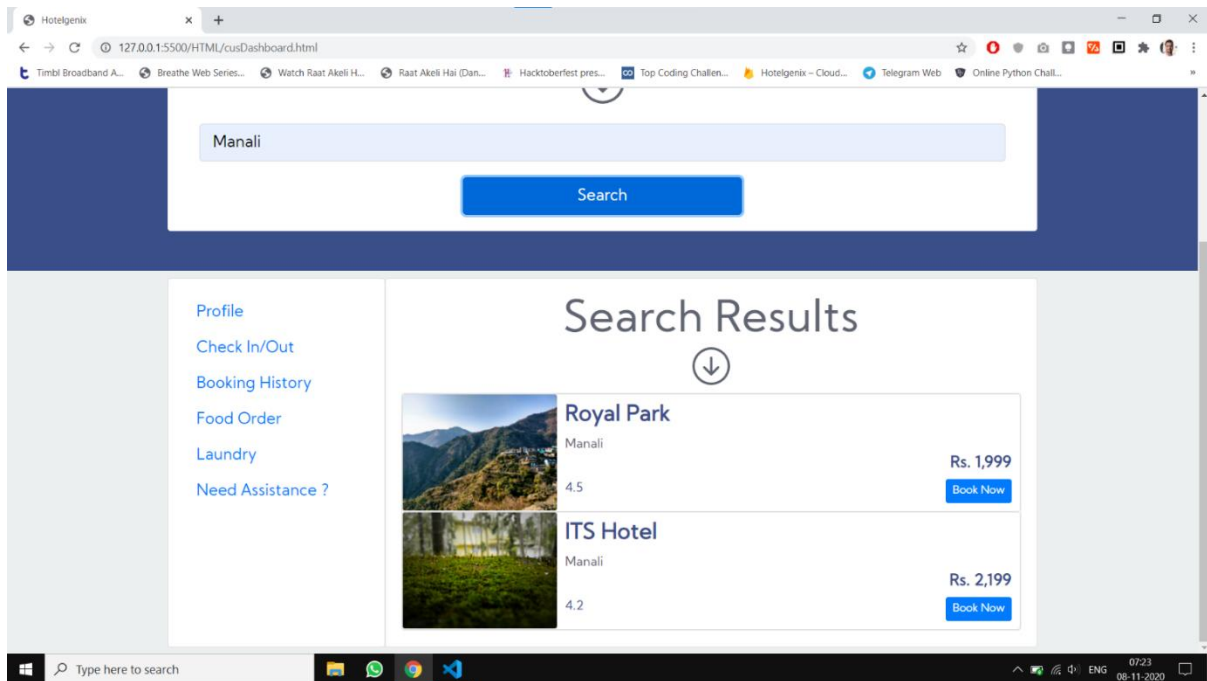 Hotelgenix
127.0.0.1:5500/HTML/cusDashboard.html
Timbl Broadband A... Breathe Web Series... Watch Raat Akeli H... Raat Akeli Hai (Dan... Hacktoberfest pres... Top Coding Challen... Hotelgenix – Cloud... Telegram Web Online Python Chall...
Manali
Search
Profile
Check In/Out
Booking History
Food Order
Laundry
Need Assistance ?
Search Results
Royal Park
Manali
4.5
Rs. 1,999
Book Now
ITS Hotel
Manali
4.2
Rs. 2,199
Book Now
Type here to search
ENG
07:23
08-11-2020